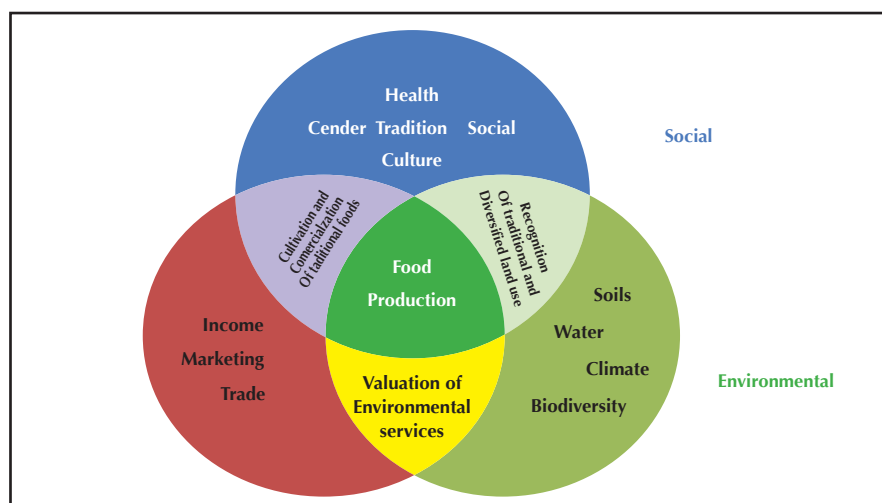 Health
Cender Tradition Social
Culture
Social
Cultivation and
Comercialzation
Of taditional foods
Recognition
Of traditional and
Diversified land use
Food
Production
Income
Marketing
Trade
Soils
Water
Climate
Biodiversity
Environmental
Valuation of
Environmental
services